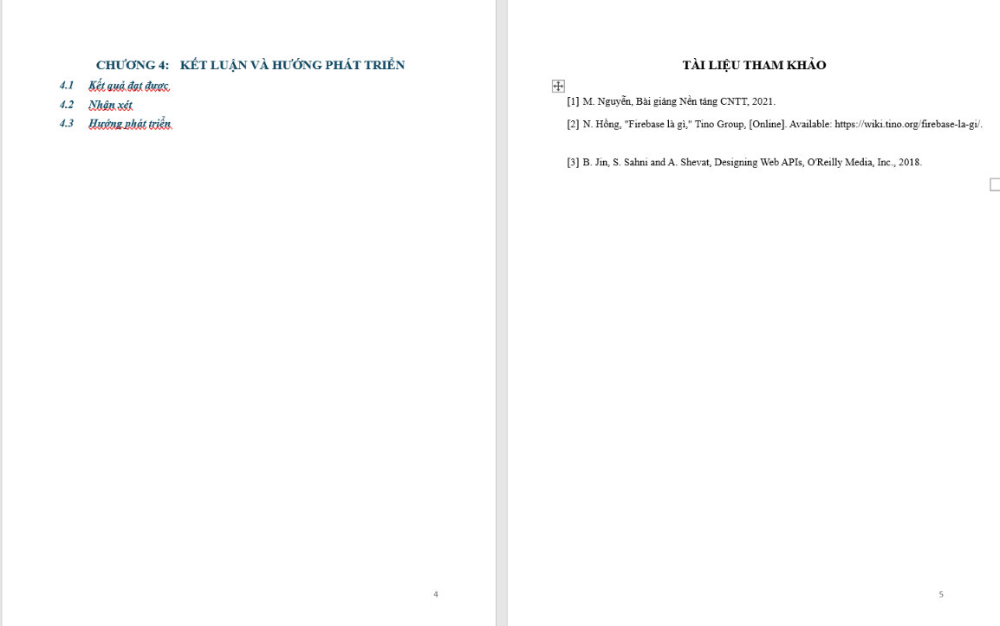 CHƯƠNG 4: KẾT LUẬN VÀ HƯỚNG PHÁT TRIỂN
4.1 Kết quả đạt được
4.2 Nhận xét
4.3 Hướng phát triển
4
TÀI LIỆU THAM KHẢO
[1] M. Nguyễn, Bài giảng Nền tảng CNTT, 2021.
[2] N. Hồng, "Firebase là gì," Tino Group, [Online]. Available: https://wiki.tino.org/firebase-la-gi/.
[3] B. Jin, S. Sahni and A. Shevat, Designing Web APIs, O'Reilly Media, Inc., 2018.
5